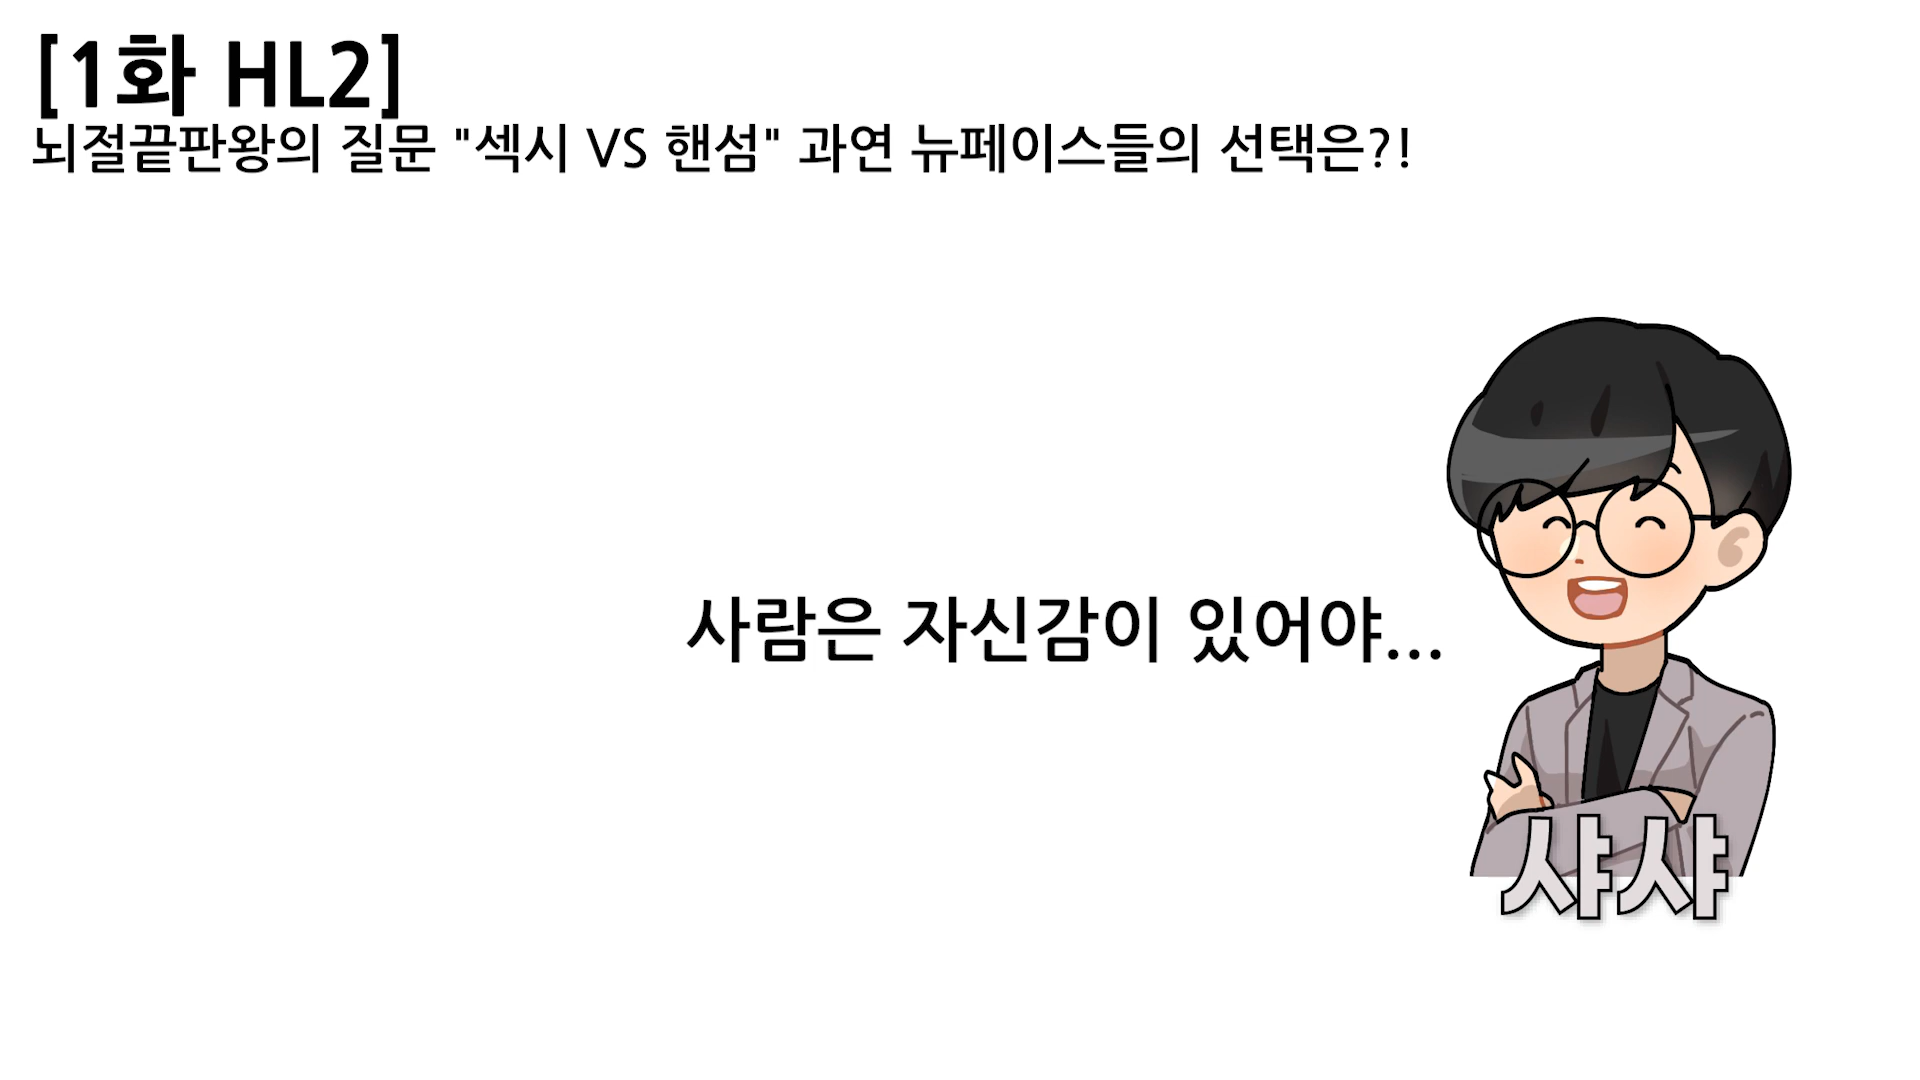 [1화 HL2]
뇌절끝판왕의 질문 "섹시 VS 핸섬" 과연 뉴페이스들의 선택은?!
사람은 자신감이 있어야...
샤샤